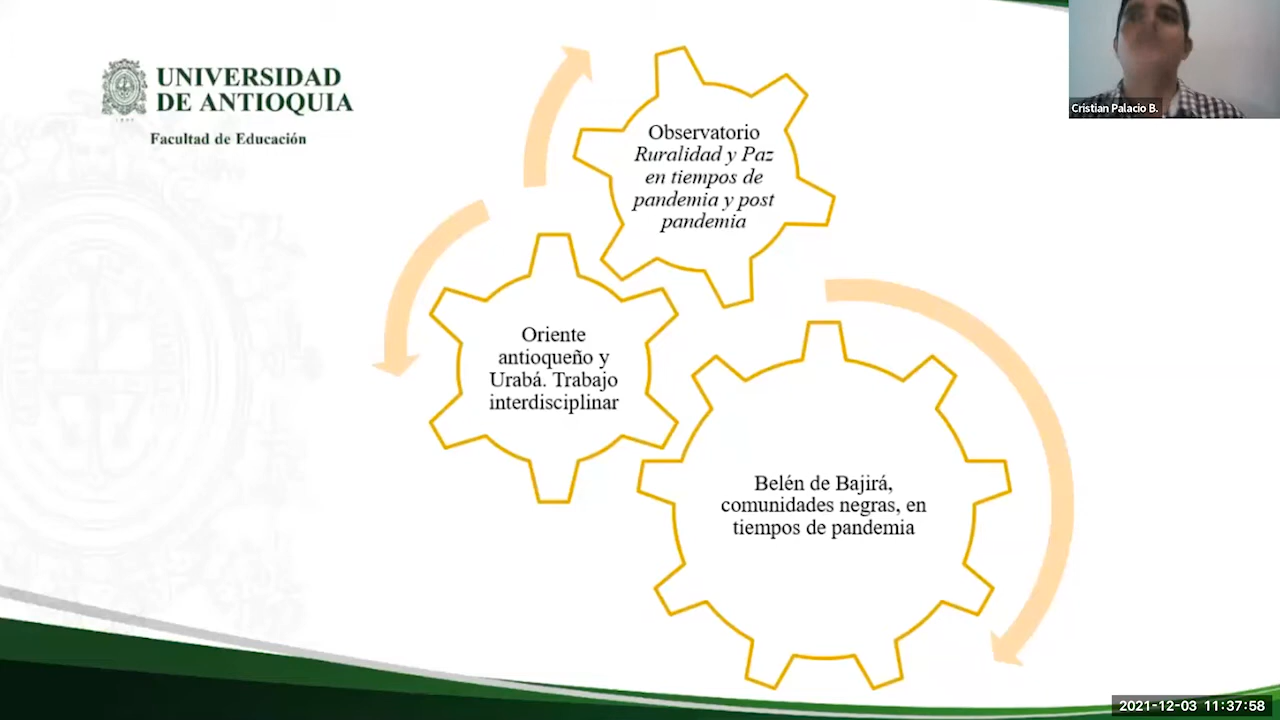 UNIVERSIDAD
DE ANTIOQUIA
Facultad de Educación
Observatorio
Ruralidad y Paz
en tiempos de
pandemia y post
pandemia
Oriente
antioqueño y
Urabá. Trabajo
interdisciplinar
Belén de Bajirá,
comunidades negras, en
tiempos de pandemia
Cristian Palacio B.
2021-12-03 11:37:58